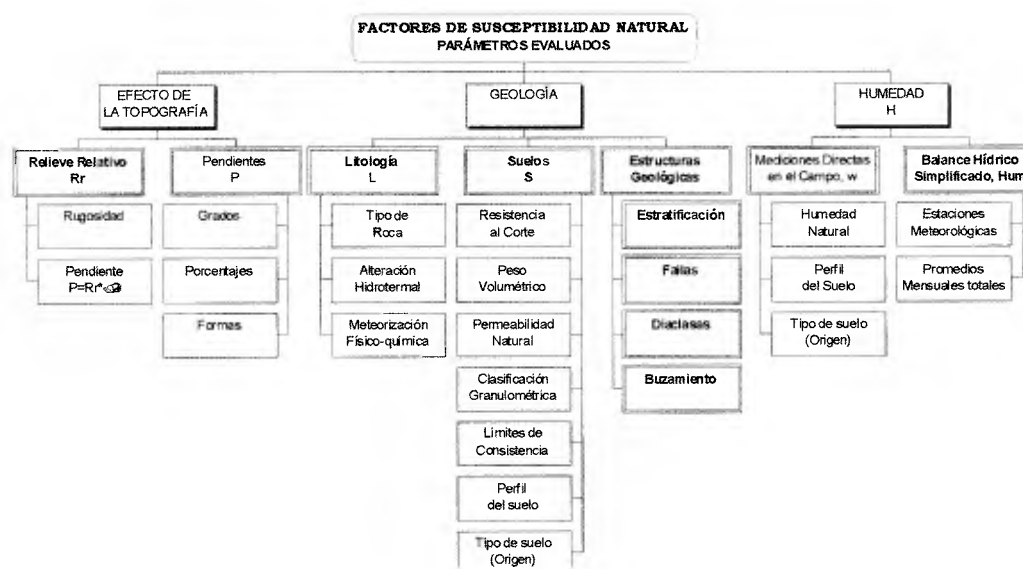 FACTORES DE SUSCEPTIBILIDAD NATURAL
PARÁMETROS EVALUADOS
EFECTO DE
LA TOPOGRAFÍA
GEOLOGÍA
HUMEDAD
H
Relieve Relativo
Rr
Pendientes
P
Litología
L
Suelos
S
Estructuras
Geológicas
Mediciones Directas
en el Campo, w
Balance Hídrico
Simplificado, Hum
Rugosidad
Grados
Tipo de
Roca
Resistencia
al Corte
Estratificación
Humedad
Natural
Estaciones
Meteorológicas
Pendiente
P=Rr*
Porcentajes
Alteración
Hidrotermal
Peso
Volumétrico
Fallas
Perfil
del Suelo
Promedios
Mensuales totales
Formas
Meteorización
Físico-química
Permeabilidad
Natural
Diaclasas
Tipo de suelo
(Origen)
Clasificación
Granulométrica
Buzamiento
Límites de
Consistencia
Perfil
del suelo
Tipo de suelo
(Origen)